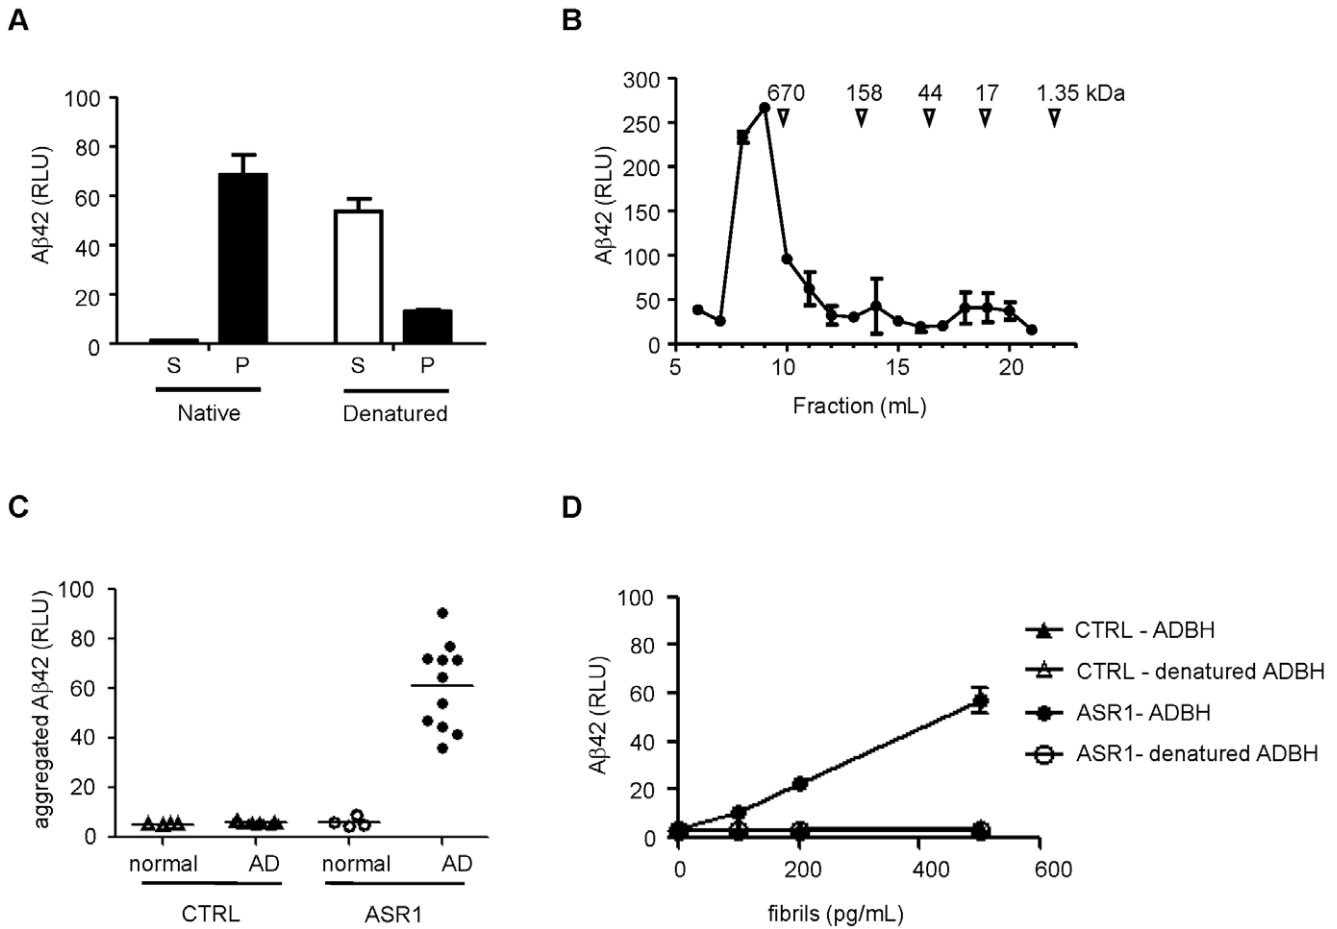 A
Aβ42 (RLU)
100
80
60
40
20
0
S P S P
Native Denatured
B
Aβ42 (RLU)
300
250
200
150
100
50
0
670 158 44 17 1.35 kDa
5 10 15 20
Fraction (mL)
C
aggregated Aβ42 (RLU)
100
80
60
40
20
0
normal AD normal AD
CTRL ASR1
D
Aβ42 (RLU)
100
80
60
40
20
0
0 200 400 600
fibrils (pg/mL)
CTRL - ADBH
CTRL - denatured ADBH
ASR1- ADBH
ASR1- denatured ADBH